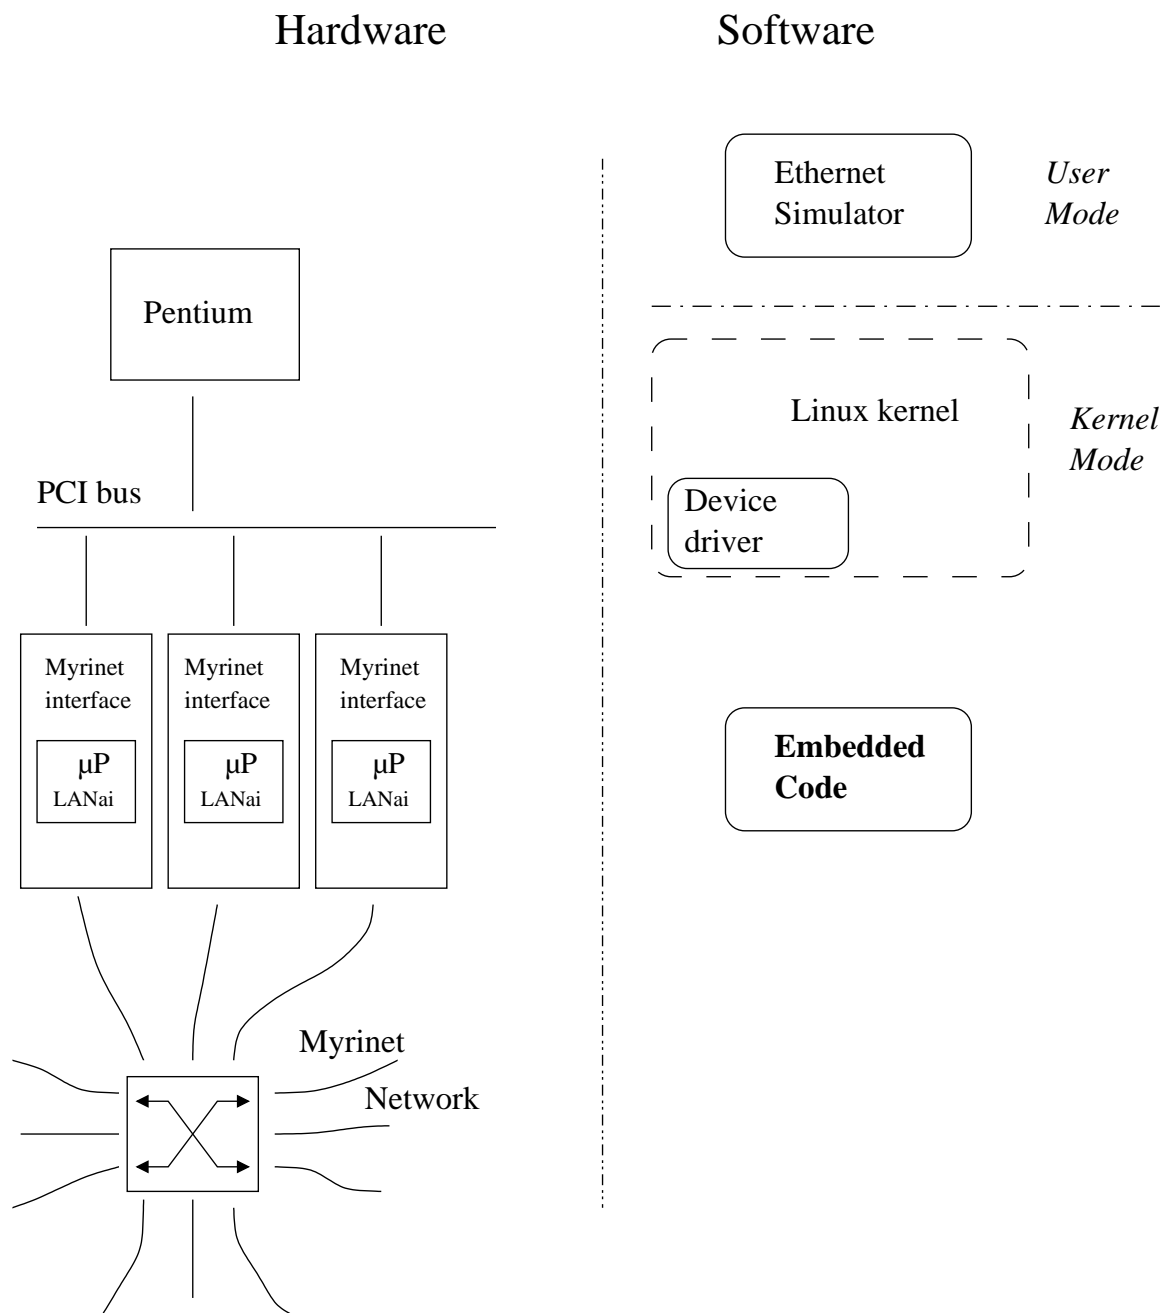 Hardware
Software
Ethernet
Simulator
User
Mode
Pentium
Linux kernel
Kernel
Mode
PCI bus
Device
driver
Myrinet
interface
μP
LANai
Myrinet
interface
μP
LANai
Myrinet
interface
μP
LANai
Embedded
Code
Myrinet
Network